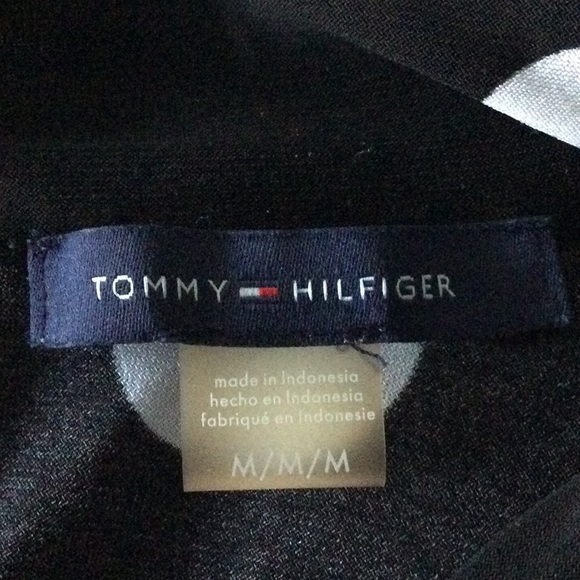 TOMMY HILFIGER
made in Indonesia
hecho en Indonesia
fabriqué en Indonesie
M/M/M